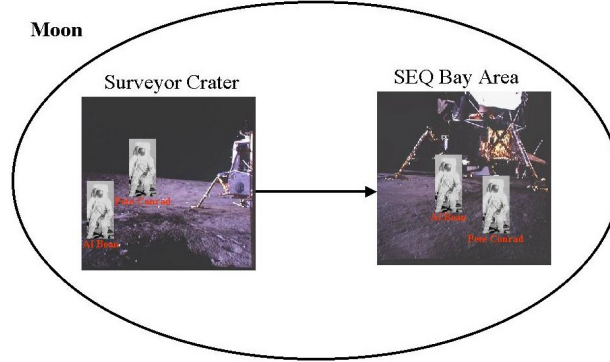 Moon
Surveyor Crater
SEQ Bay Area
Pete Conrad
Al Bean
Al Bean
Pete Conrad